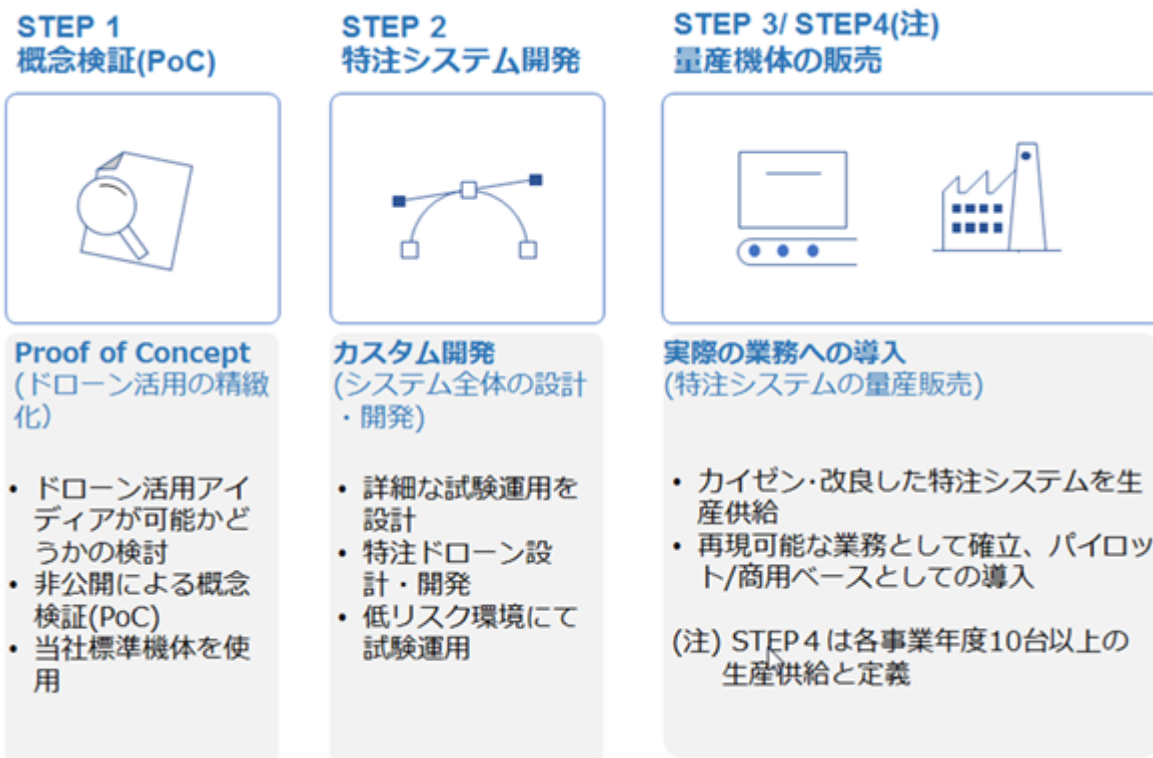 STEP 1
概念検証(PoC)
Proof of Concept
(ドローン活用の精緻
化）
• ドローン活用アイ
ディアが可能かど
うかの検討
• 非公開による概念
検証(PoC)
• 当社標準機体を使
用
STEP 2
特注システム開発
カスタム開発
(システム全体の設計
・開発)
• 詳細な試験運用を
設計
• 特注ドローン設
計・開発
• 低リスク環境にて
試験運用
STEP 3/ STEP4(注)
量産機体の販売
実際の業務への導入
(特注システムの量産販売)
• カイゼン･改良した特注システムを生
産供給
• 再現可能な業務として確立、パイロッ
ト/商用ベースとしての導入
(注) STEP４は各事業年度10台以上の
生産供給と定義